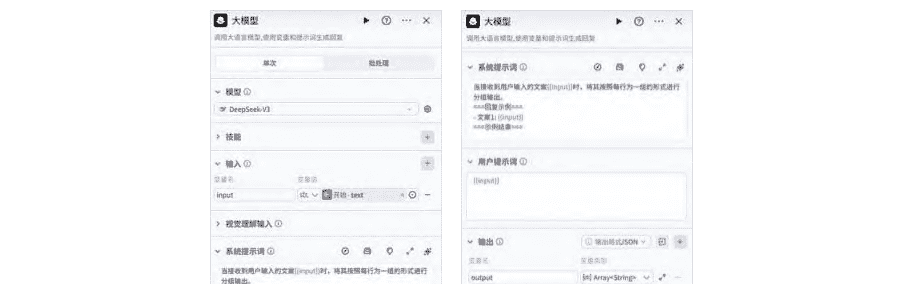 大模型
调用大语言模型,使用变量和提示词生成回复
单次 批处理
模型
DeepSeek-V3
技能
输入
变量名 变量值
input str. 开始 - text
视觉理解输入
系统提示词
当接收到用户输入的文案{{input}}时，将其按照每行为一组的形式进行
分组输出。
大模型
调用大语言模型,使用变量和提示词生成回复
系统提示词
当接收到用户输入的文案{{input}}时，将其按照每行为一组的形式进行
分组输出。
===回复示例===
- 文案1: {{input}}
===示例结束===
用户提示词
{{input}}
输出 输出格式JSON
变量名 变量类型
output Array<String>